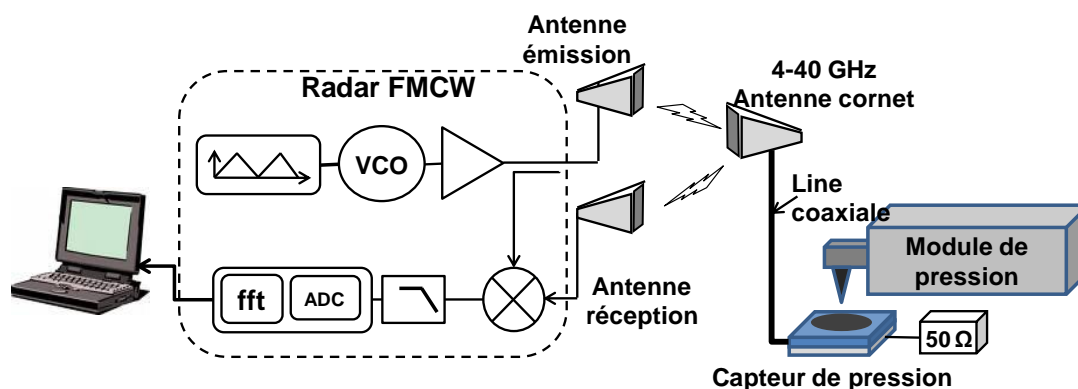 Antenne
émission
4-40 GHz
Antenne cornet
Radar FMCW
VCO
Line
coaxiale
Module de
pression
fft
ADC
Antenne
réception
50 Ω
Capteur de pression